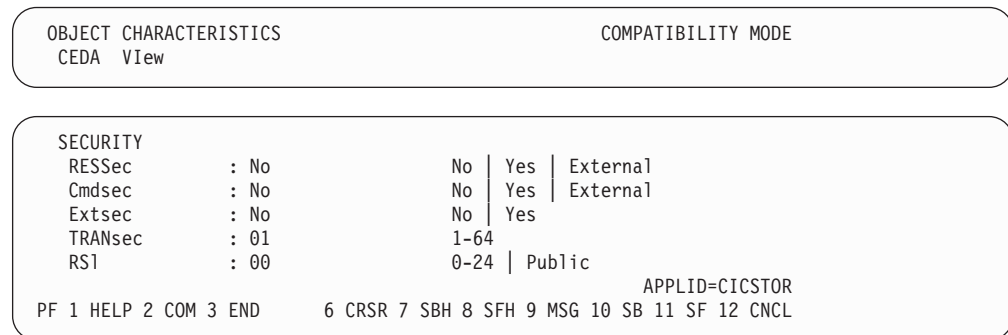 OBJECT CHARACTERISTICS COMPATIBILITY MODE
CEDA VIew
SECURITY
RESSec : No No | Yes | External
Cmdsec : No No | Yes | External
Extsec : No No | Yes
TRANsec : 01 1-64
RSl : 00 0-24 | Public
APPLID=CICSTOR
PF 1 HELP 2 COM 3 END 6 CRSR 7 SBH 8 SFH 9 MSG 10 SB 11 SF 12 CNCL